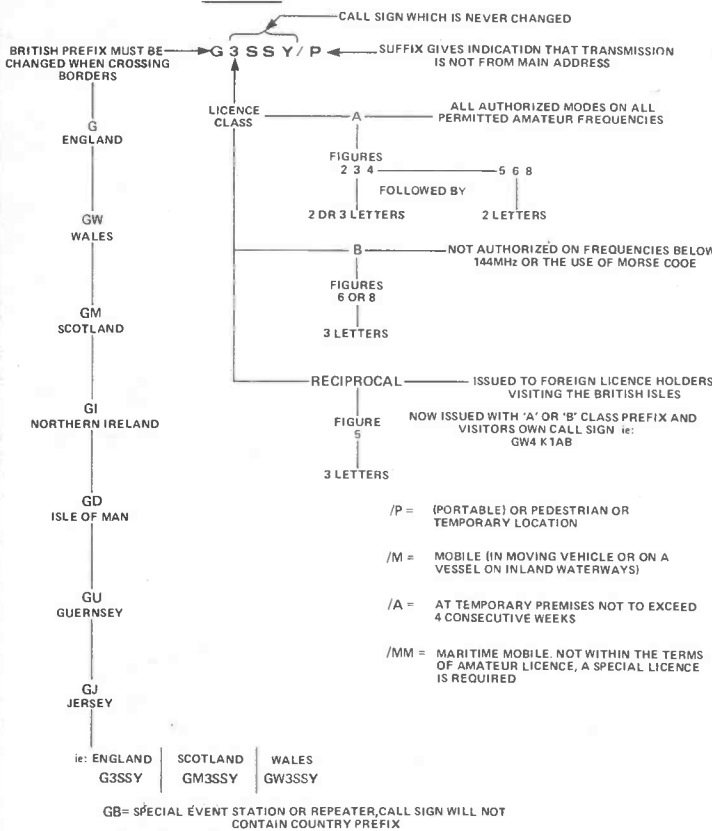 CALL SIGN WHICH IS NEVER CHANGED
BRITISH PREFIX MUST BE
CHANGED WHEN CROSSING
BORDERS
G 3 S S Y / P
SUFFIX GIVES INDICATION THAT TRANSMISSION
IS NOT FROM MAIN ADDRESS
LICENCE
CLASS
A
ALL AUTHORIZED MODES ON ALL
PERMITTED AMATEUR FREQUENCIES
FIGURES
2 3 4
5 6 8
FOLLOWED BY
2 DR 3 LETTERS
2 LETTERS
B
NOT AUTHORIZED ON FREQUENCIES BELOW
144MHz OR THE USE OF MORSE COOE
FIGURES
6 OR 8
3 LETTERS
RECIPROCAL
ISSUED TO FOREIGN LICENCE HOLDERS
VISITING THE BRITISH ISLES
FIGURE
5
NOW ISSUED WITH 'A' OR 'B' CLASS PREFIX AND
VISITORS OWN CALL SIGN ie:
GW4 K1AB
3 LETTERS
G
ENGLAND
GW
WALES
GM
SCOTLAND
GI
NORTHERN IRELAND
GD
ISLE OF MAN
GU
GUERNSEY
GJ
JERSEY
/P = (PORTABLE) OR PEDESTRIAN OR
TEMPORARY LOCATION
/M = MOBILE (IN MOVING VEHICLE OR ON A
VESSEL ON INLAND WATERWAYS)
/A = AT TEMPORARY PREMISES NOT TO EXCEED
4 CONSECUTIVE WEEKS
/MM = MARITIME MOBILE. NOT WITHIN THE TERMS
OF AMATEUR LICENCE, A SPECIAL LICENCE
IS REQUIRED
ie: ENGLAND SCOTLAND WALES
G3SSY GM3SSY GW3SSY
GB= SPECIAL EVENT STATION OR REPEATER,CALL SIGN WILL NOT
CONTAIN COUNTRY PREFIX